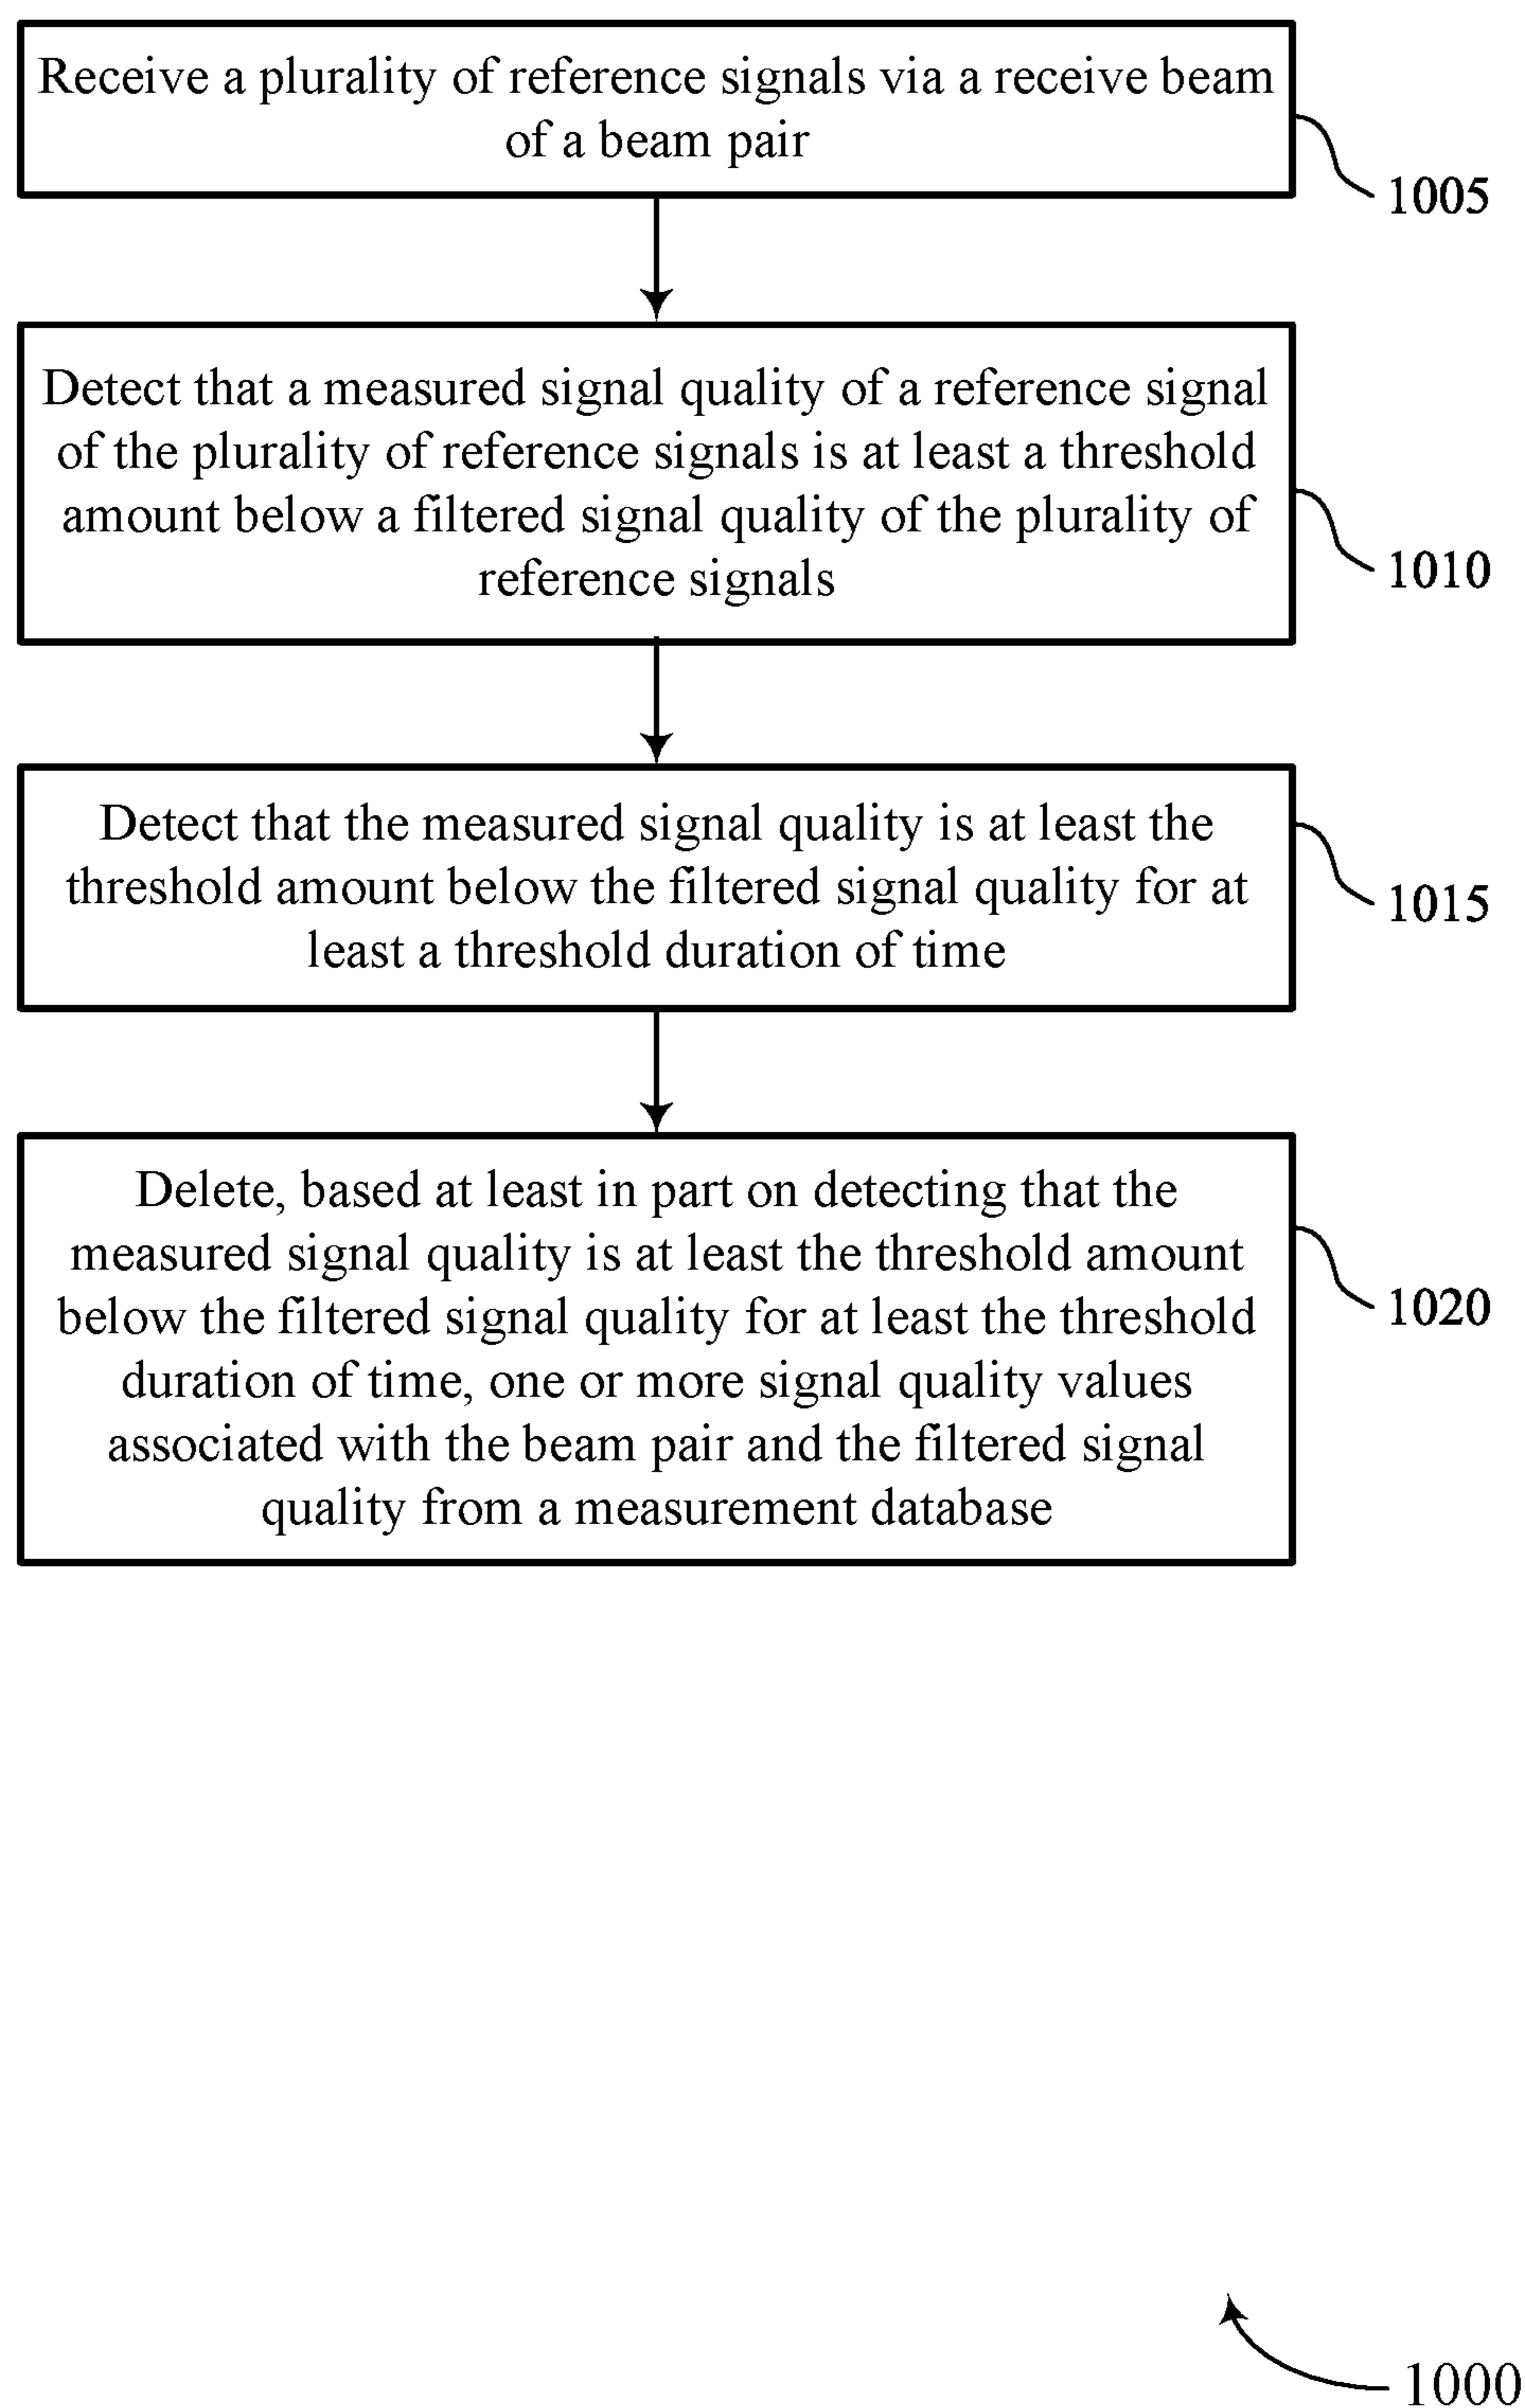 Receive a plurality of reference signals via a receive beam
of a beam pair
1005
Detect that a measured signal quality of a reference signal
of the plurality of reference signals is at least a threshold
amount below a filtered signal quality of the plurality of
reference signals
1010
Detect that the measured signal quality is at least the
threshold amount below the filtered signal quality for at
least a threshold duration of time
1015
Delete, based at least in part on detecting that the
measured signal quality is at least the threshold amount
below the filtered signal quality for at least the threshold
duration of time, one or more signal quality values
associated with the beam pair and the filtered signal
quality from a measurement database
1020
1000